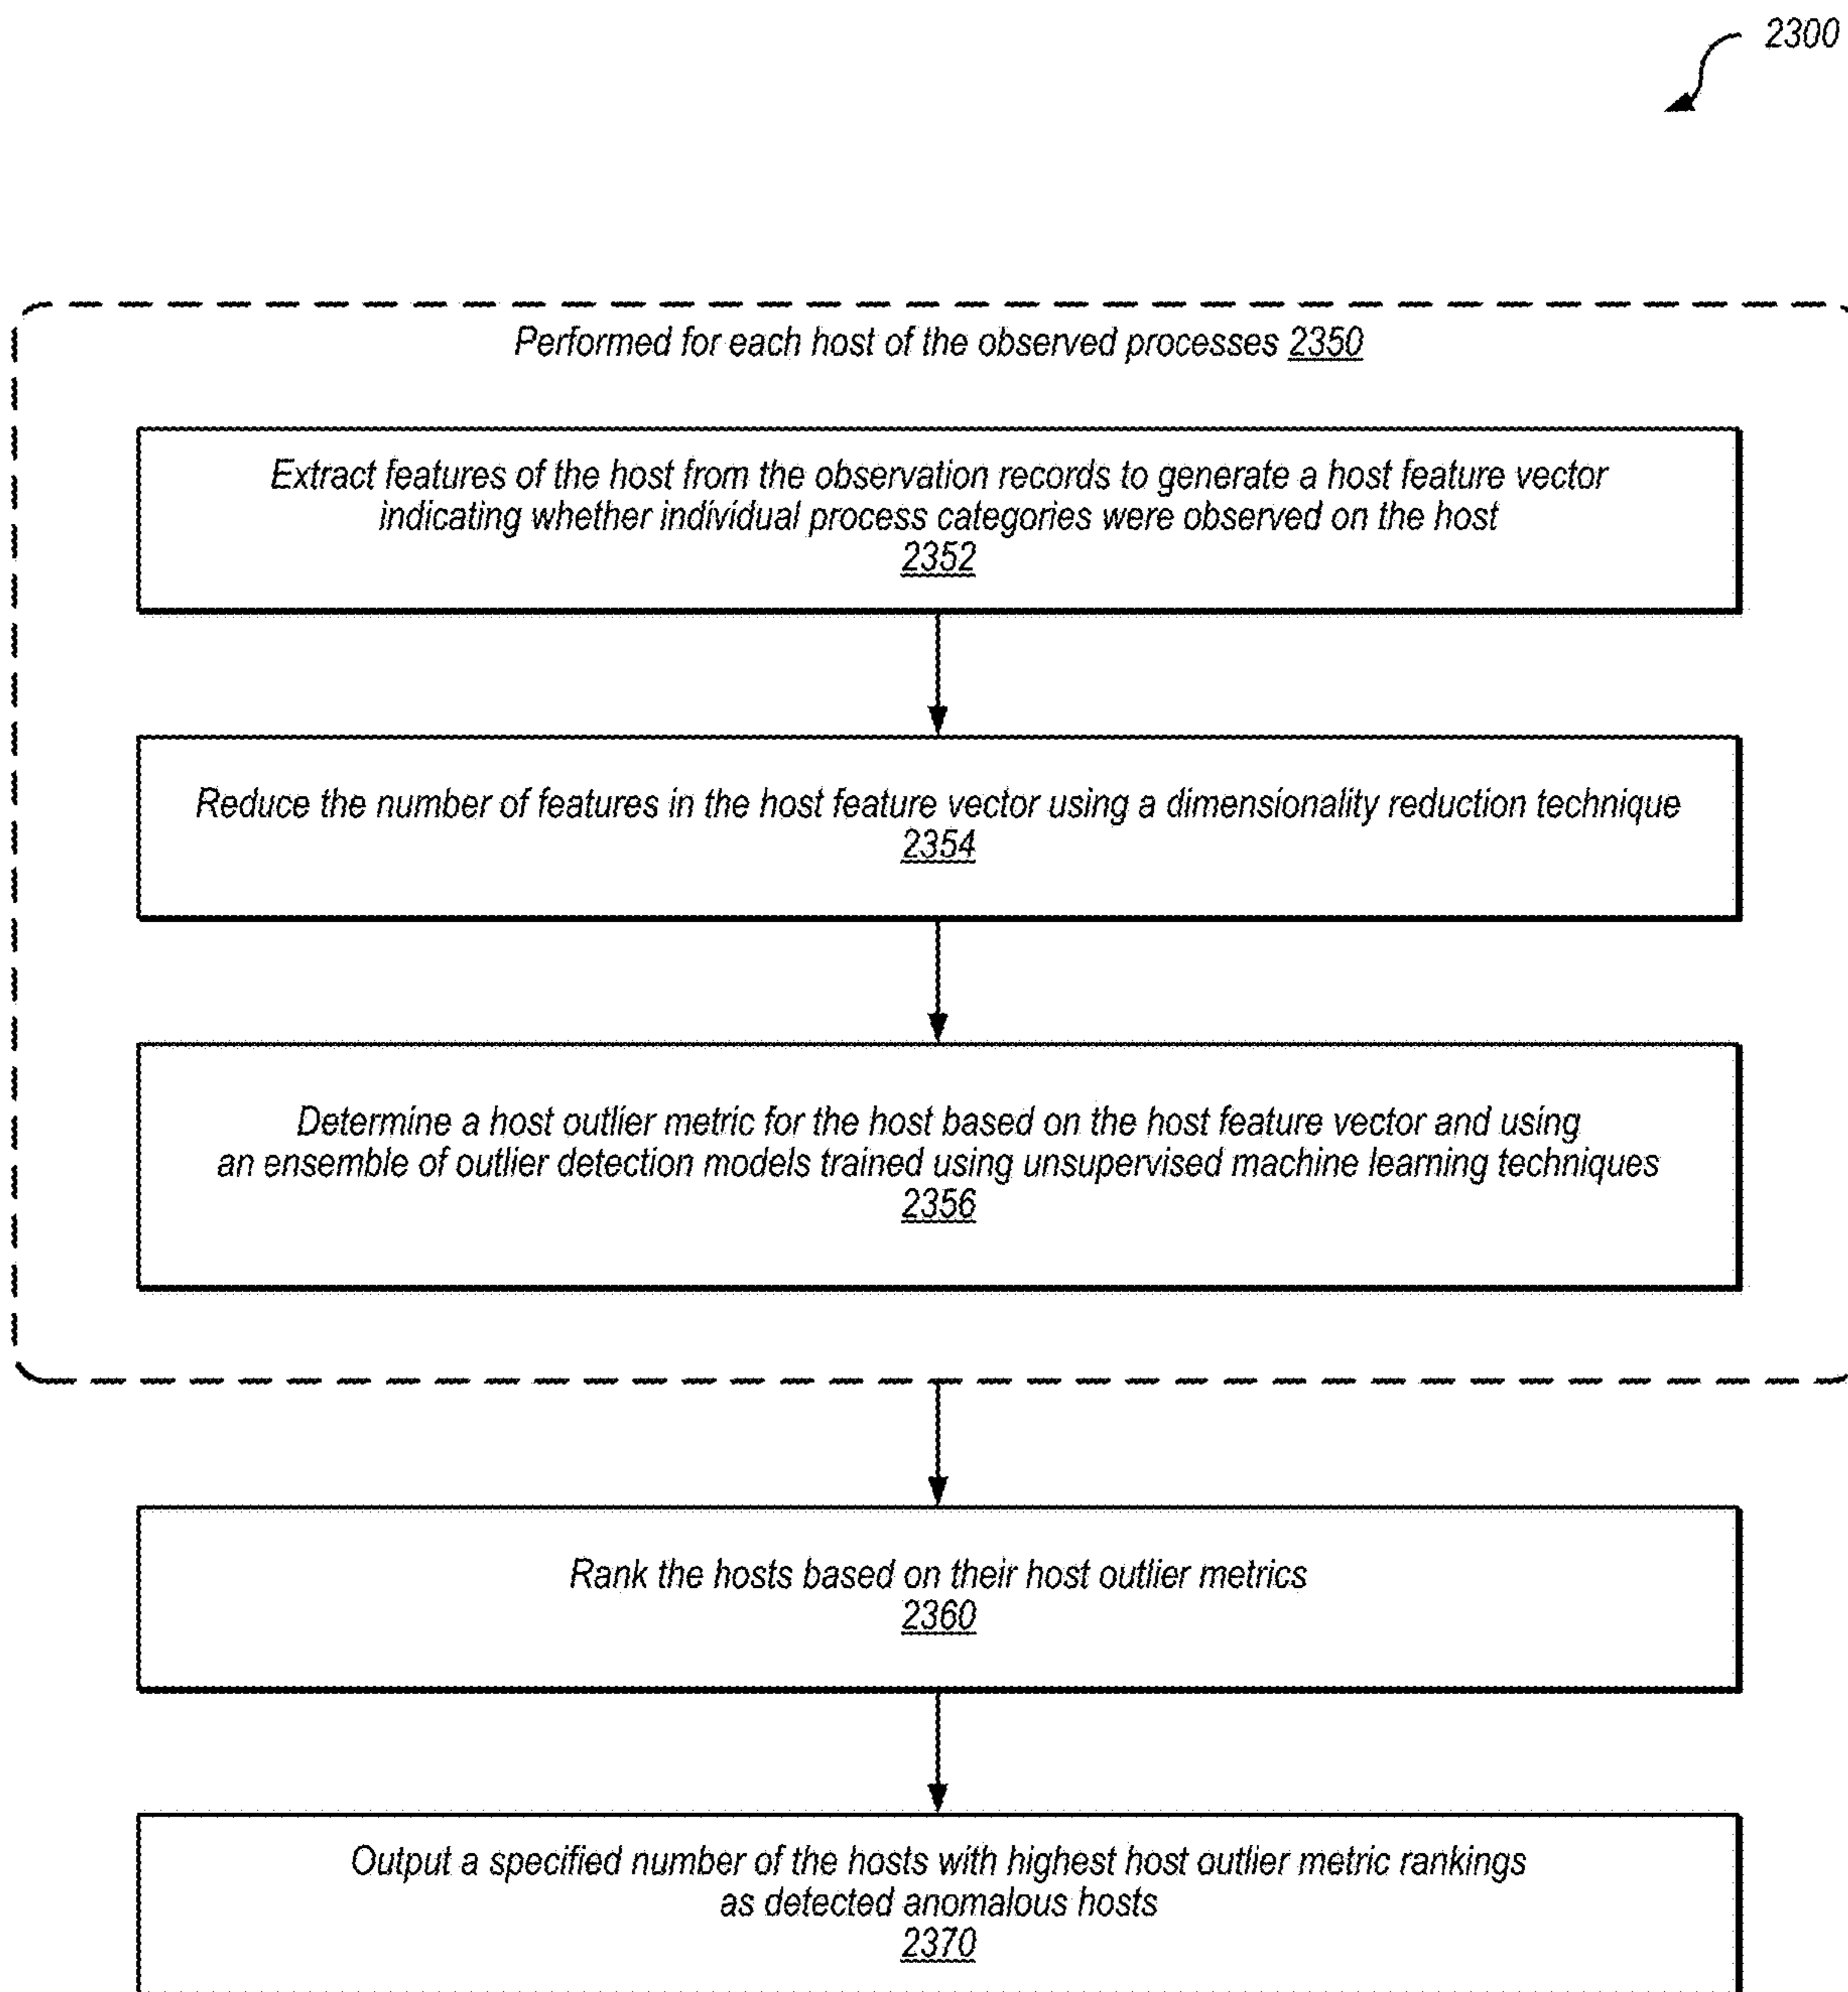 2300
Performed for each host of the observed processes 2350
Extract features of the host from the observation records to generate a host feature vector
indicating whether individual process categories were observed on the host
2352
Reduce the number of features in the host feature vector using a dimensionality reduction technique
2354
Determine a host outlier metric for the host based on the host feature vector and using
an ensemble of outlier detection models trained using unsupervised machine learning techniques
2356
Rank the hosts based on their host outlier metrics
2360
Output a specified number of the hosts with highest host outlier metric rankings
as detected anomalous hosts
2370